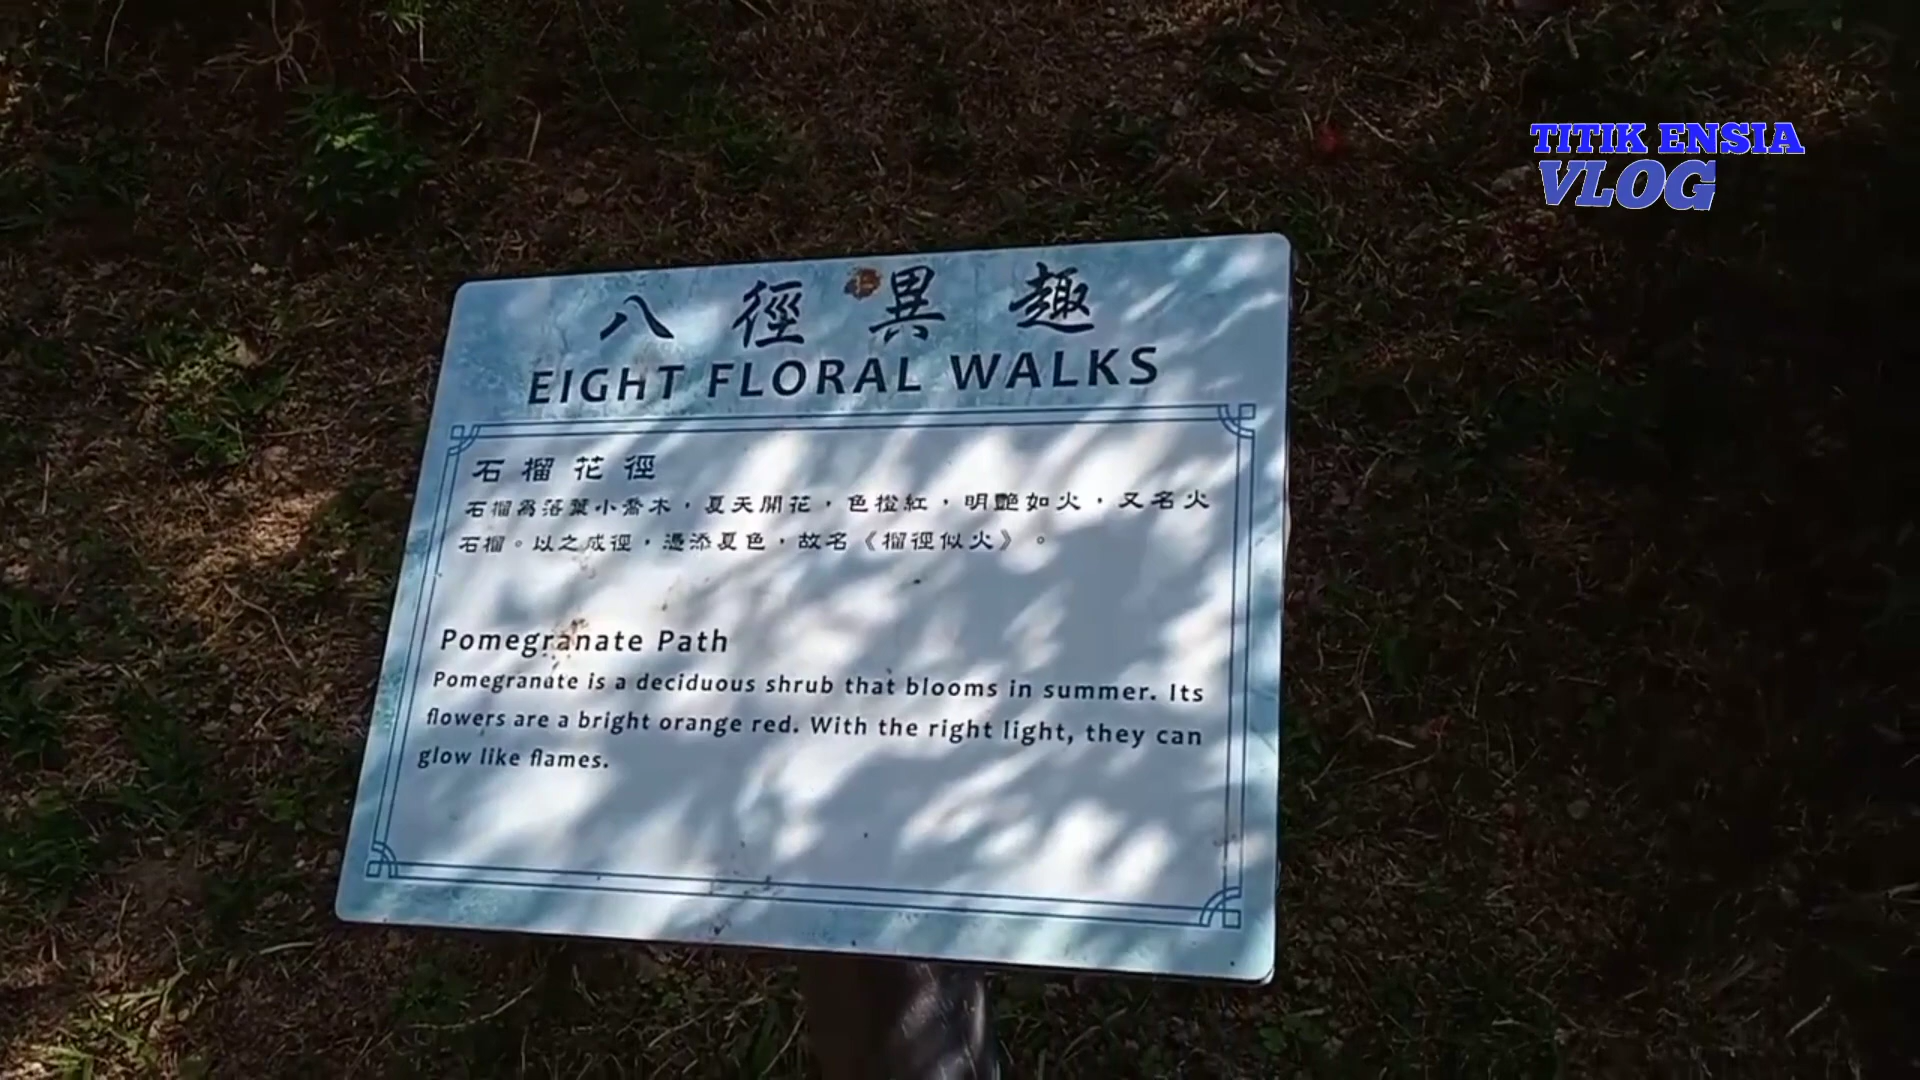 TITIK ENSIA
VLOG
八徑異趣
EIGHT FLORAL WALKS
石榴花徑
石榴為落葉小喬木，夏天開花，色橙紅，明艷如火，又名火
石榴。以之成徑，憑添夏色，故名《榴徑似火》。
Pomegranate Path
Pomegranate is a deciduous shrub that blooms in summer. Its
flowers are a bright orange red. With the right light, they can
glow like flames.